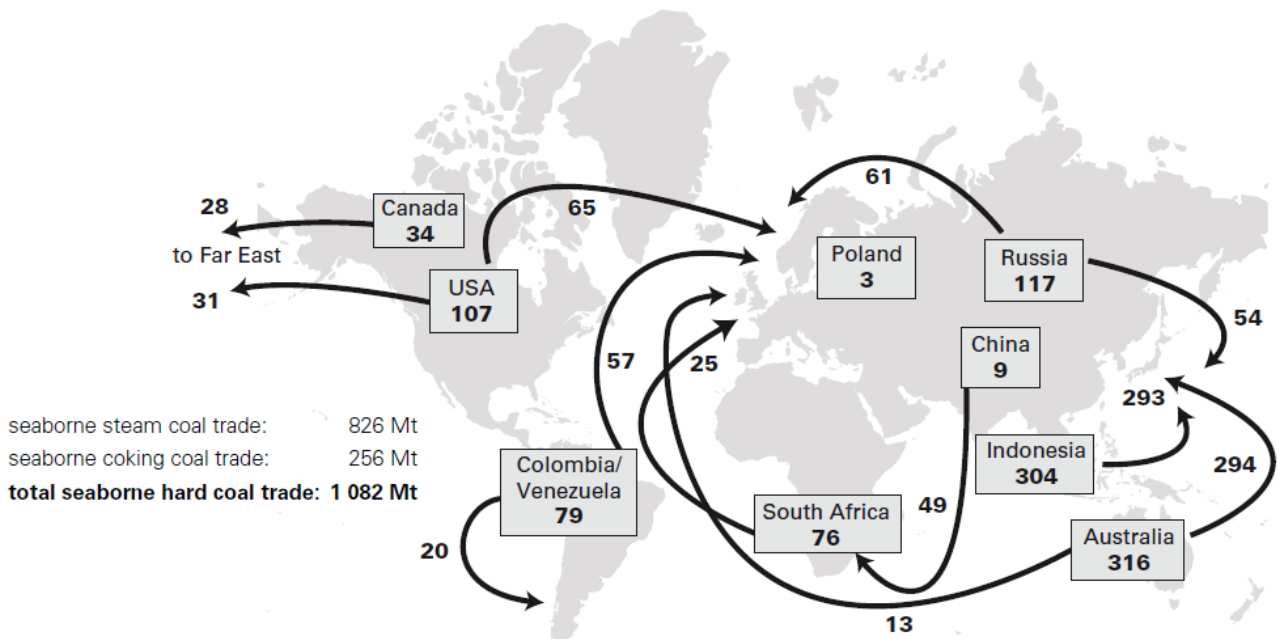 61
28
Canada
34
65
to Far East
Poland
3
Russia
117
31
USA
107
54
China
9
57
25
293
seaborne steam coal trade: 826 Mt
seaborne coking coal trade: 256 Mt
total seaborne hard coal trade: 1 082 Mt
Colombia/
Venezuela
79
Indonesia
304
294
49
South Africa
76
20
Australia
316
13